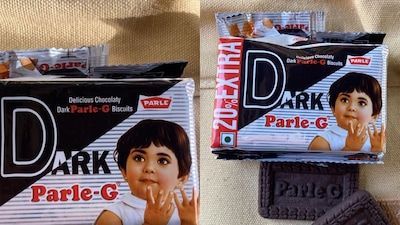 Delicious Chocolaty
Dark Parle-G Biscuits
PARLE
DARK
Parle-G
20% EXTRA
Delicious Chocolaty
Dark Parle-G Biscuits
PARLE
DARK
Parle-G
Parle G